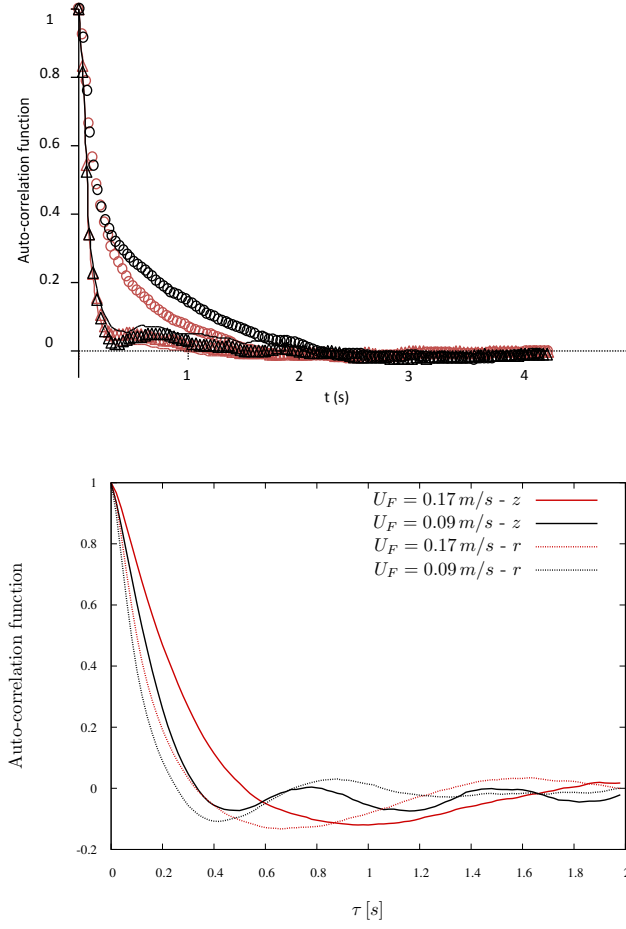 1
0.8
0.6
0.4
0.2
0
Auto-correlation function
1
2
3
4
t (s)
1
0.8
0.6
0.4
0.2
0
-0.2
Auto-correlation function
U_F = 0.17 m/s - z
U_F = 0.09 m/s - z
U_F = 0.17 m/s - r
U_F = 0.09 m/s - r
0 0.2 0.4 0.6 0.8 1 1.2 1.4 1.6 1.8 2
τ [s]